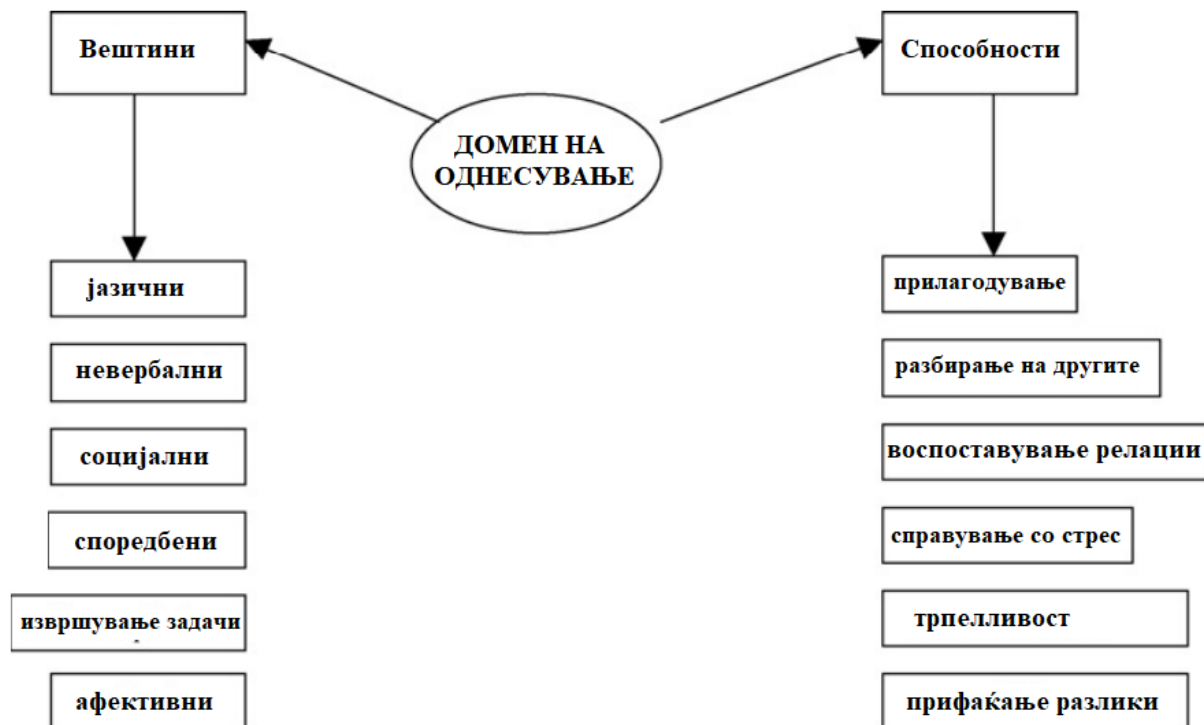 Вештини
Способности
ДОМЕН НА
ОДНЕСУВАЊЕ
јазични
невербални
социјални
споредбени
извршување задачи
афективни
прилагодување
разбирање на другите
воспоставување релации
справување со стрес
трпелливост
прифаќање разлики